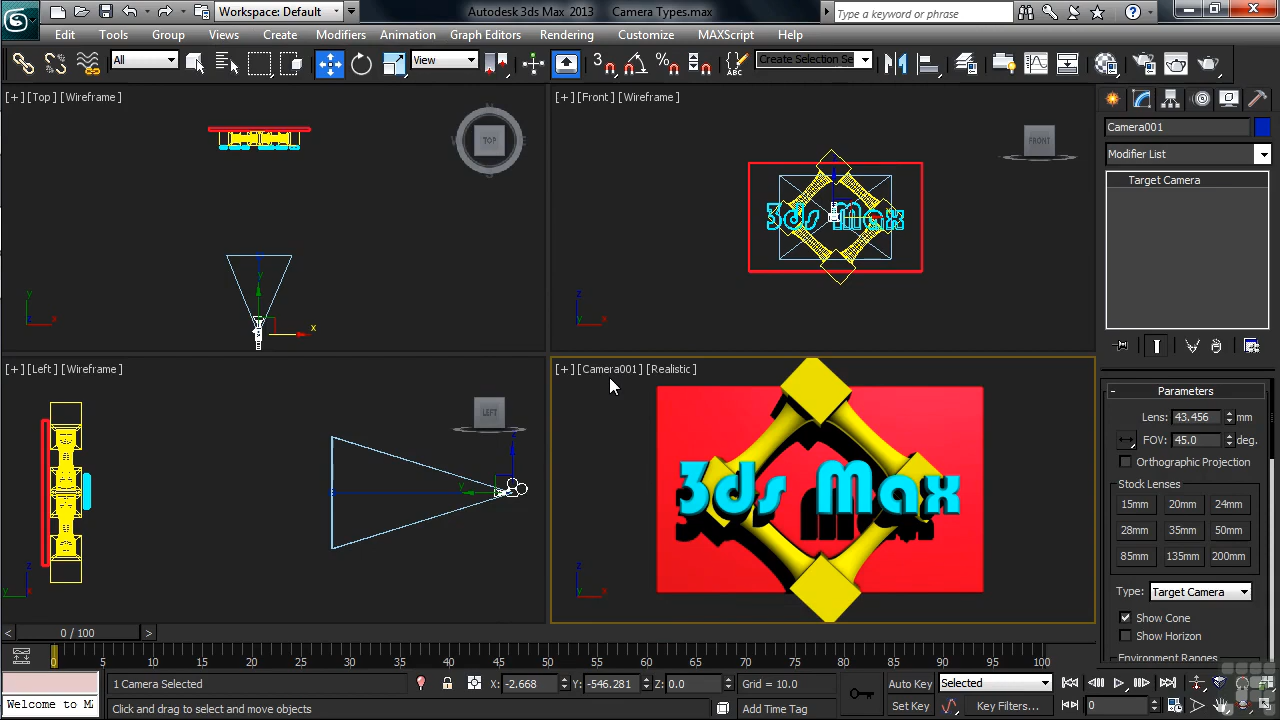 Workspace: Default
Autodesk 3ds Max 2013 Camera Types.max
Type a keyword or phrase
Edit Tools Group Views Create Modifiers Animation Graph Editors Rendering Customize MAXScript Help
All
View
3
Create Selection Se
[+] [Top] [Wireframe]
TOP
[+] [Front] [Wireframe]
FRONT
3ds Max
[+] [Left] [Wireframe]
LEFT
[+] [Camera001] [Realistic]
3ds Max
Camera001
Modifier List
Target Camera
Parameters
Lens: 43.456 mm
FOV: 45.0 deg.
Orthographic Projection
Stock Lenses
15mm 20mm 24mm
28mm 35mm 50mm
85mm 135mm 200mm
Type: Target Camera
Show Cone
Show Horizon
Environment Ranges
< 0 / 100 >
0 5 10 15 20 25 30 35 40 45 50 55 60 65 70 75 80 85 90 95 100
1 Camera Selected
X: -2.668 Y: -546.281 Z: 0.0
Grid = 10.0
Auto Key
Selected
Welcome to M
Click and drag to select and move objects
Add Time Tag
Set Key
Key Filters...
0